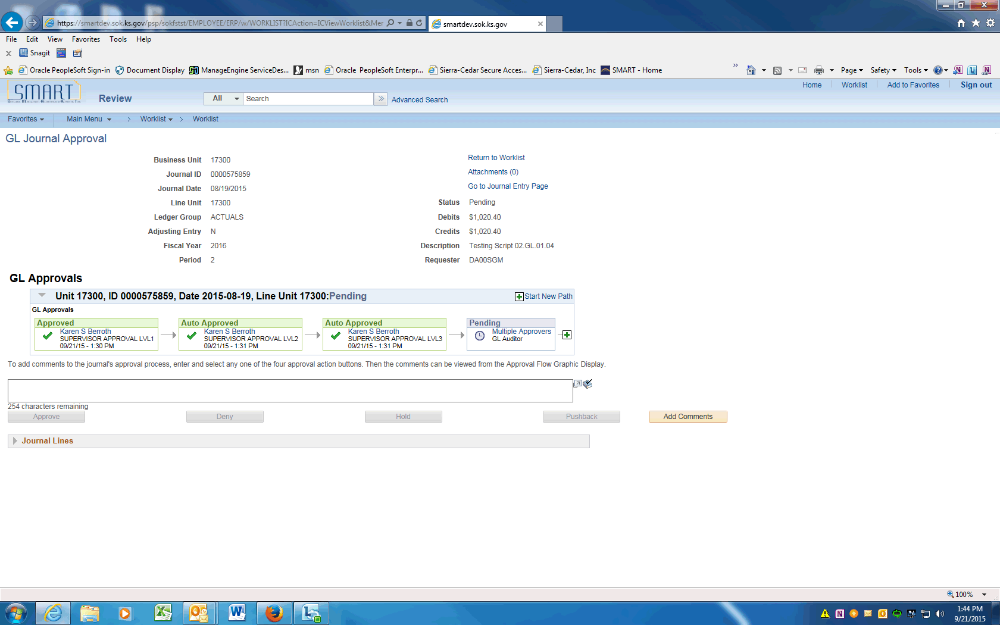 https://smartdev.sok.ks.gov/psp/sokfstst/EMPLOYEE/ERP/w/WORKLIST?ICAction=ICViewWorklist&Mer
smartdev.sok.ks.gov
File Edit View Favorites Tools Help
x Snagit
Oracle PeopleSoft Sign-in Document Display ManageEngine ServiceDes... msn Oracle PeopleSoft Enterpr... Sierra-Cedar Secure Acces... Sierra-Cedar, Inc SMART - Home » Page Safety Tools
Home Worklist Add to Favorites Sign out
SMART Review All Search » Advanced Search
Favorites Main Menu > Worklist > Worklist
GL Journal Approval
Business Unit 17300
Journal ID 0000575859
Journal Date 08/19/2015
Line Unit 17300
Ledger Group ACTUALS
Adjusting Entry N
Fiscal Year 2016
Period 2
Return to Worklist
Attachments (0)
Go to Journal Entry Page
Status Pending
Debits $1,020.40
Credits $1,020.40
Description Testing Script 02.GL.01.04
Requester DA00SGM
GL Approvals
Unit 17300, ID 0000575859, Date 2015-08-19, Line Unit 17300:Pending Start New Path
GL Approvals
Approved
Karen S Berroth
SUPERVISOR APPROVAL LVL1
09/21/15 - 1:30 PM
Auto Approved
Karen S Berroth
SUPERVISOR APPROVAL LVL2
09/21/15 - 1:31 PM
Auto Approved
Karen S Berroth
SUPERVISOR APPROVAL LVL3
09/21/15 - 1:31 PM
Pending
Multiple Approvers
GL Auditor
To add comments to the journal's approval process, enter and select any one of the four approval action buttons. Then the comments can be viewed from the Approval Flow Graphic Display.
254 characters remaining
Approve Deny Hold Pushback Add Comments
Journal Lines
100%
1:44 PM
9/21/2015